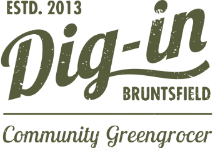 ESTD. 2013
Dig-in
BRUNTSFIELD
Community Greengrocer